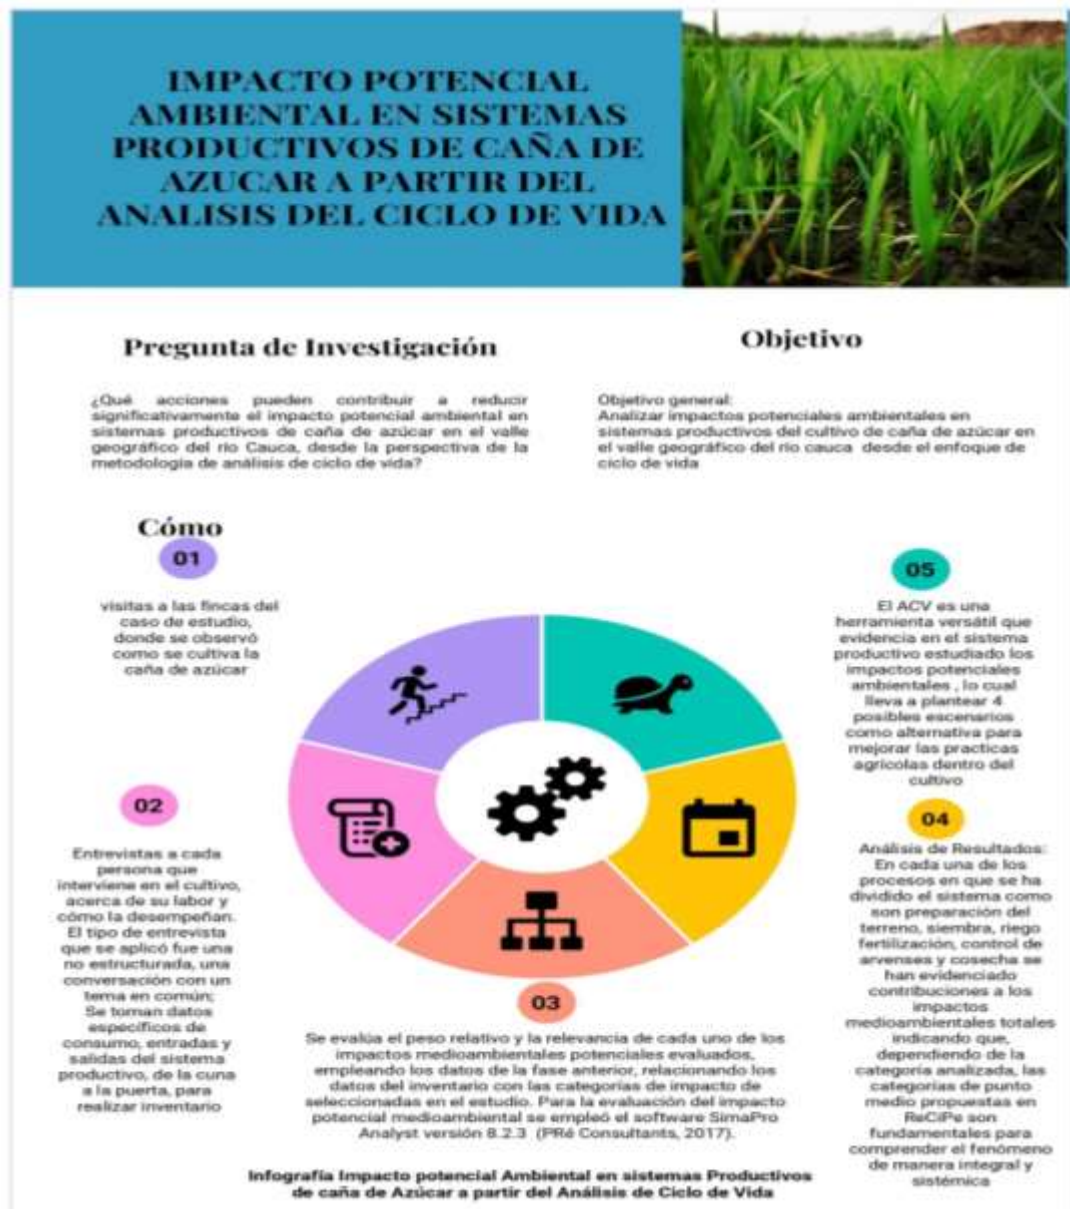 IMPACTO POTENCIAL
AMBIENTAL EN SISTEMAS
PRODUCTIVOS DE CAÑA DE
AZUCAR A PARTIR DEL
ANALISIS DEL CICLO DE VIDA
Pregunta de Investigación
¿Qué acciones pueden contribuir a reducir
significativamente el impacto potencial ambiental en
sistemas productivos de caña de azúcar en el valle
geográfico del río Cauca, desde la perspectiva de la
metodología de análisis de ciclo de vida?
Objetivo
Objetivo general:
Analizar impactos potenciales ambientales en
sistemas productivos del cultivo de caña de azúcar en
el valle geográfico del río cauca desde el enfoque de
ciclo de vida
Cómo
01
visitas a las fincas del
caso de estudio,
donde se observó
como se cultiva la
caña de azúcar
02
Entrevistas a cada
persona que
interviene en el cultivo,
acerca de su labor y
cómo la desempeñan.
El tipo de entrevista
que se aplicó fue una
no estructurada, una
conversación con un
tema en común;
Se toman datos
específicos de
consumo, entradas y
salidas del sistema
productivo, de la cuna
a la puerta, para
realizar inventario
03
Se evalúa el peso relativo y la relevancia de cada uno de los
impactos medioambientales potenciales evaluados,
empleando los datos de la fase anterior, relacionando los
datos del inventario con las categorías de impacto de
seleccionadas en el estudio. Para la evaluación del impacto
potencial medioambiental se empleó el software SimaPro
Analyst versión 8.2.3 (PRé Consultants, 2017).
05
El ACV es una
herramienta versátil que
evidencia en el sistema
productivo estudiado los
impactos potenciales
ambientales , lo cual
lleva a plantear 4
posibles escenarios
como alternativa para
mejorar las practicas
agrícolas dentro del
cultivo
04
Análisis de Resultados:
En cada una de los
procesos en que se ha
dividido el sistema como
son preparación del
terreno, siembra, riego
fertilización, control de
arvenses y cosecha se
han evidenciado
contribuciones a los
impactos
medioambientales totales
indicando que,
dependiendo de la
categoría analizada, las
categorías de punto
medio propuestas en
ReCiPe son
fundamentales para
comprender el fenómeno
de manera integral y
sistémica
Infografía Impacto potencial Ambiental en sistemas Productivos
de caña de Azúcar a partir del Análisis de Ciclo de Vida